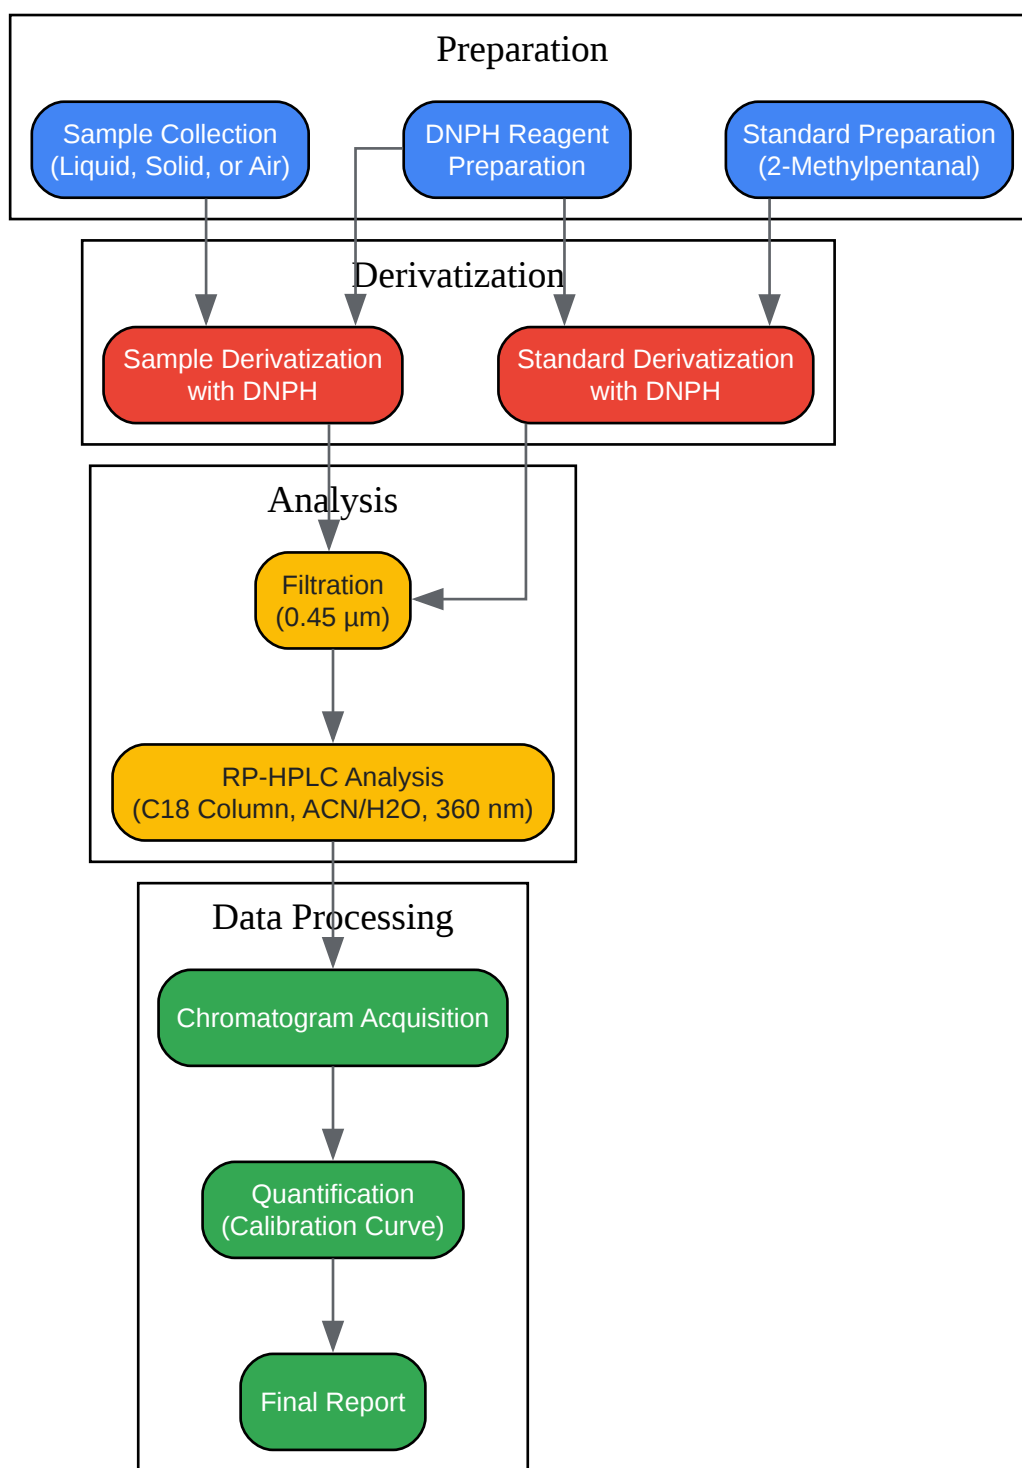 Preparation
Sample Collection
(Liquid, Solid, or Air)
DNPH Reagent
Preparation
Standard Preparation
(2-Methylpentanal)
Derivatization
Sample Derivatization
with DNPH
Standard Derivatization
with DNPH
Analysis
Filtration
(0.45 µm)
RP-HPLC Analysis
(C18 Column, ACN/H2O, 360 nm)
Data Processing
Chromatogram Acquisition
Quantification
(Calibration Curve)
Final Report